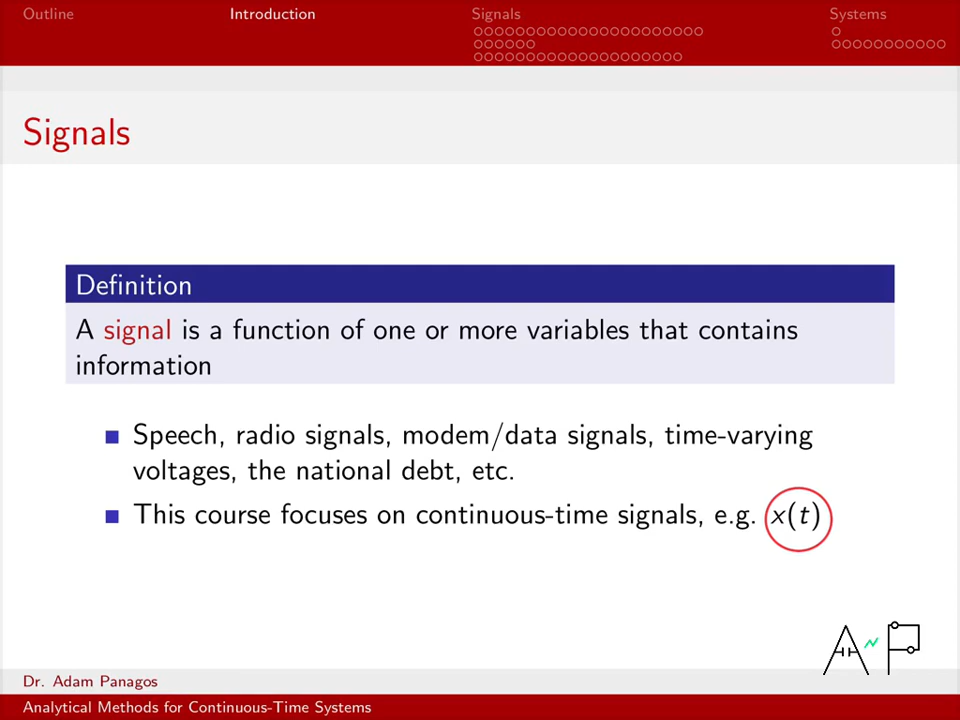 Outline Introduction Signals Systems
Signals
Definition
A signal is a function of one or more variables that contains
information
Speech, radio signals, modem/data signals, time-varying
voltages, the national debt, etc.
This course focuses on continuous-time signals, e.g. x(t)
A P
Dr. Adam Panagos
Analytical Methods for Continuous-Time Systems